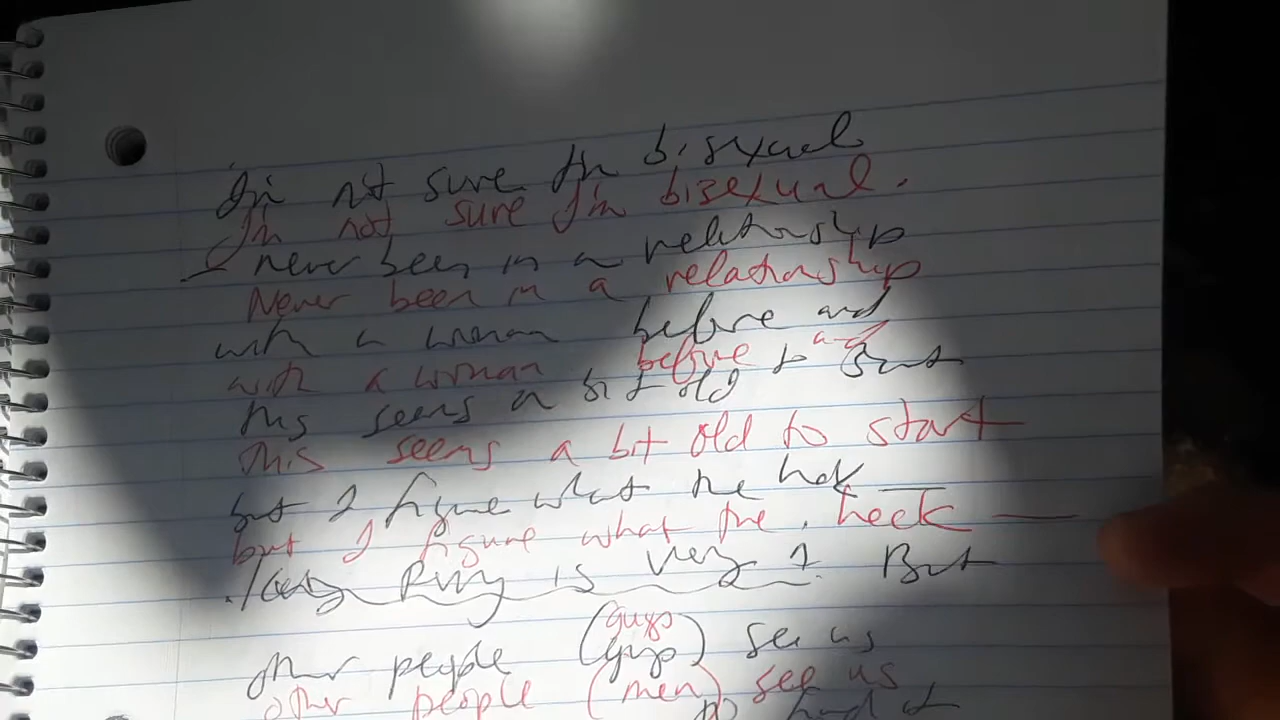 I'm not sure I'm bisexual
I'm not sure I'm bisexual.
I never been in a relationship
Never been in a relationship
with a woman before and
with a woman before and
this seems a bit old to start
this seems a bit old to start
but I figure what the heck
but I figure what the heck —
is very But
guys
other people (guys) see us
other people (men) see us